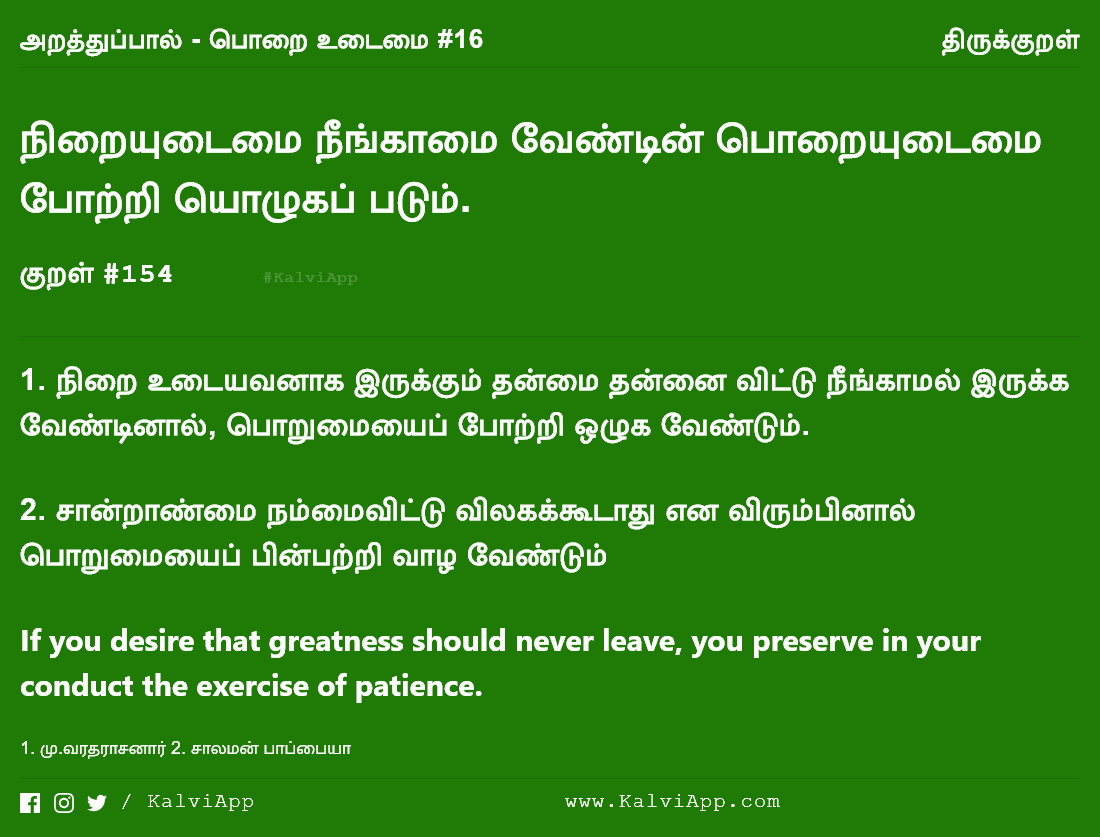 அறத்துப்பால் - பொறை உடைமை #16
திருக்குறள்
நிறையுடைமை நீங்காமை வேண்டின் பொறையுடைமை
போற்றி யொழுகப் படும்.
குறள் #154
#KalviApp
1. நிறை உடையவனாக இருக்கும் தன்மை தன்னை விட்டு நீங்காமல் இருக்க
வேண்டினால், பொறுமையைப் போற்றி ஒழுக வேண்டும்.
2. சான்றாண்மை நம்மைவிட்டு விலகக்கூடாது என விரும்பினால்
பொறுமையைப் பின்பற்றி வாழ வேண்டும்
If you desire that greatness should never leave, you preserve in your
conduct the exercise of patience.
1. மு.வரதராசனார் 2. சாலமன் பாப்பையா
/ KalviApp
www.KalviApp.com